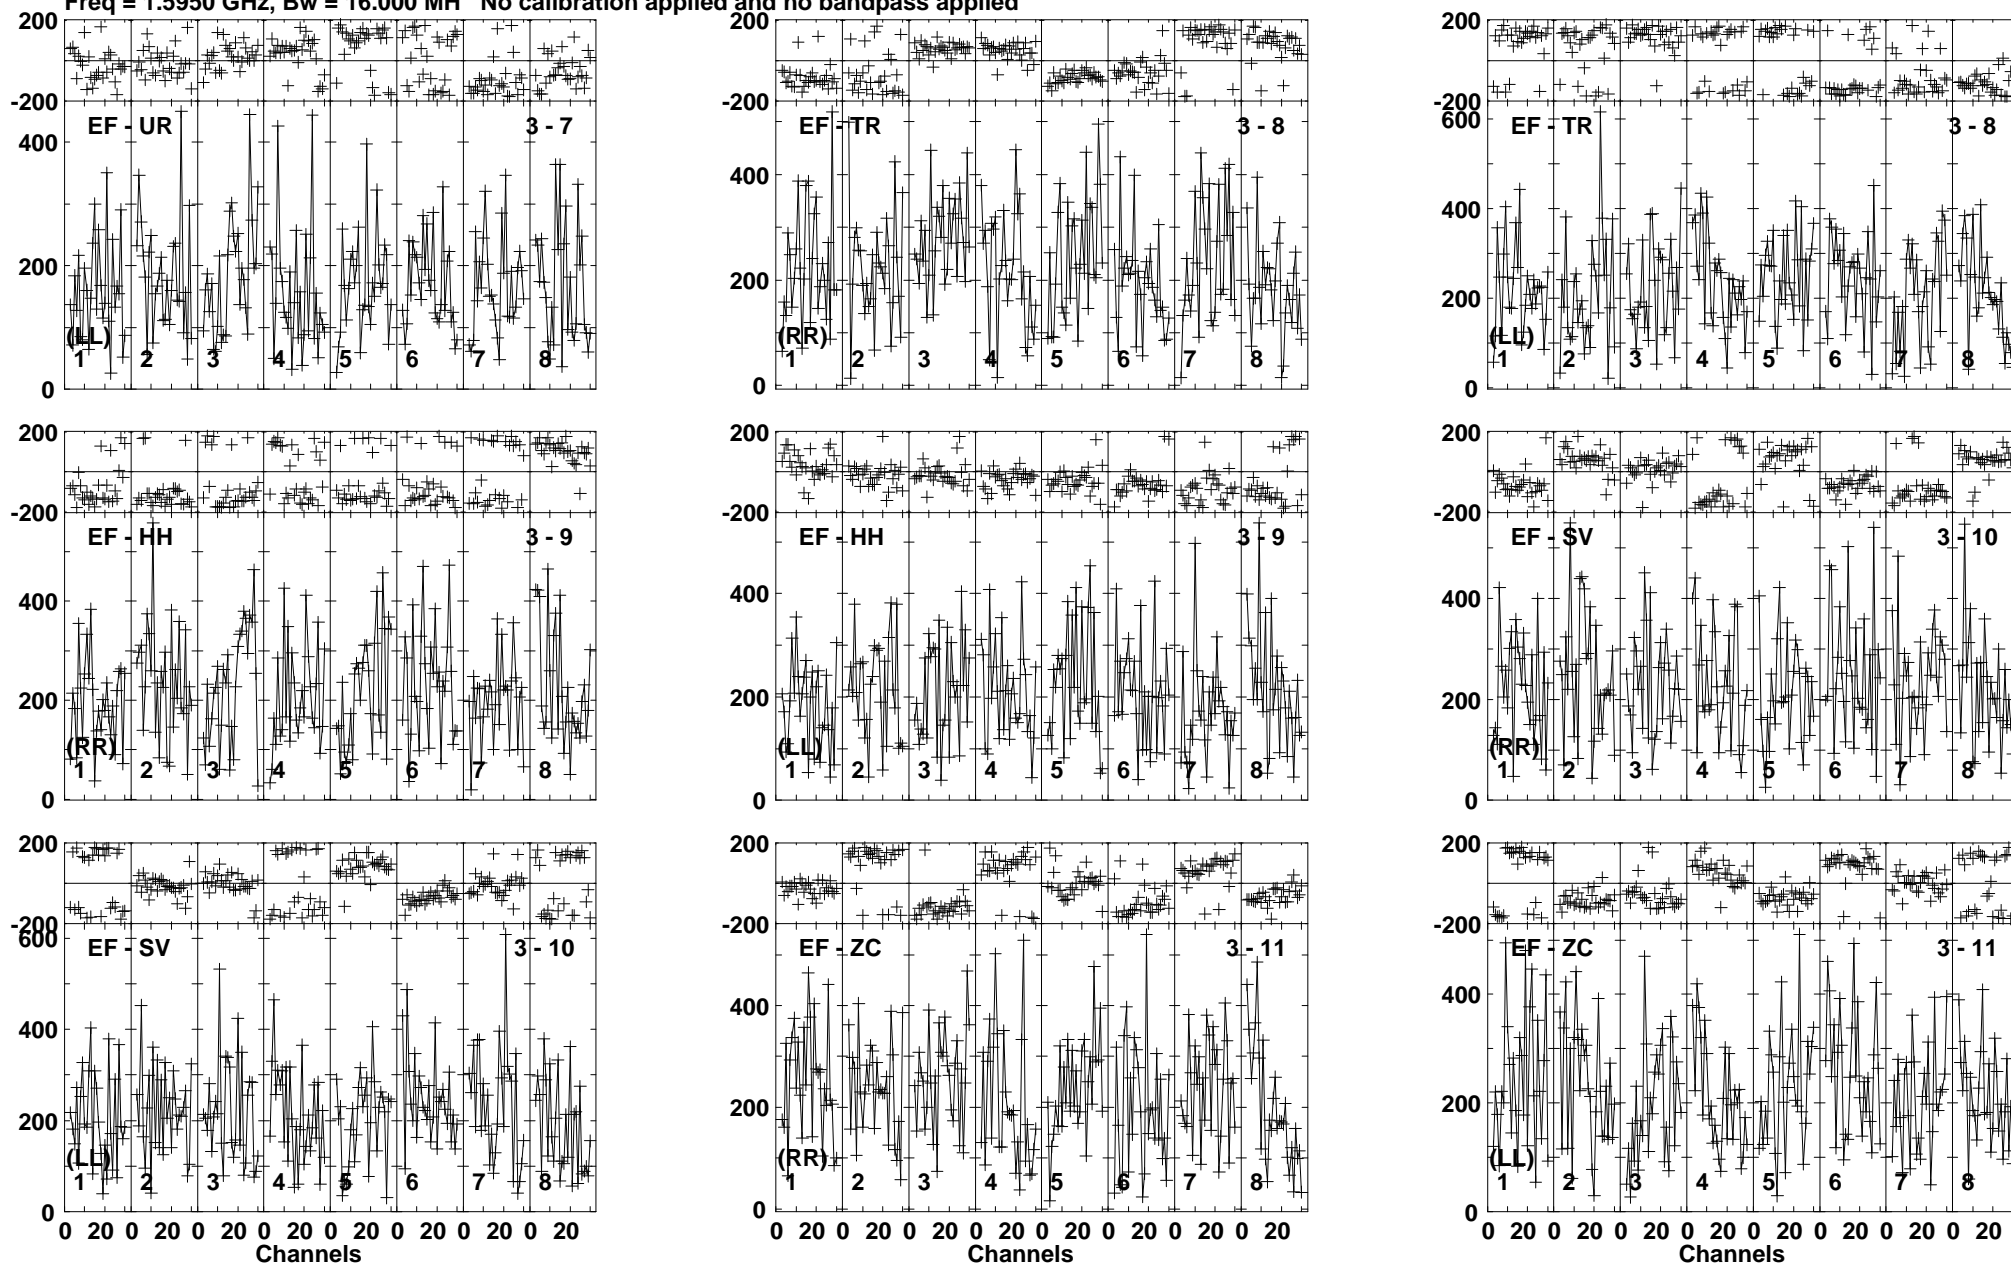 Freq = 1.5950 GHz, Bw = 16.000 MH No calibration applied and no bandpass applied
200 200 200
-200 -200 -200
EF - UR 3 - 7 EF - TR 3 - 8 EF - TR 3 - 8
600
400 400 400
200 200 200
(LL) (RR) (LL)
1 2 3 4 5 6 7 8 1 2 3 4 5 6 7 8 1 2 3 4 5 6 7 8
0 0 0
200 200 200
-200 -200 -200
EF - HH 3 - 9 EF - HH 3 - 9 EF - SV 3 - 10
400 400 400
200 200 200
(RR) (LL) (RR)
1 2 3 4 5 6 7 8 1 2 3 4 5 6 7 8 1 2 3 4 5 6 7 8
0 0 0
200 200 200
-200 -200 -200
600
EF - SV 3 - 10 EF - ZC 3 - 11 EF - ZC 3 - 11
400 400 400
200 200 200
(LL) (RR) (LL)
1 2 3 4 5 6 7 8 1 2 3 4 5 6 7 8 1 2 3 4 5 6 7 8
0 0 0
0 20 0 20 0 20 0 20 0 20 0 20 0 20 0 20 0 20 0 20 0 20 0 20 0 20 0 20 0 20 0 20 0 20 0 20 0 20 0 20 0 20 0 20 0 20 0 20
Channels Channels Channels